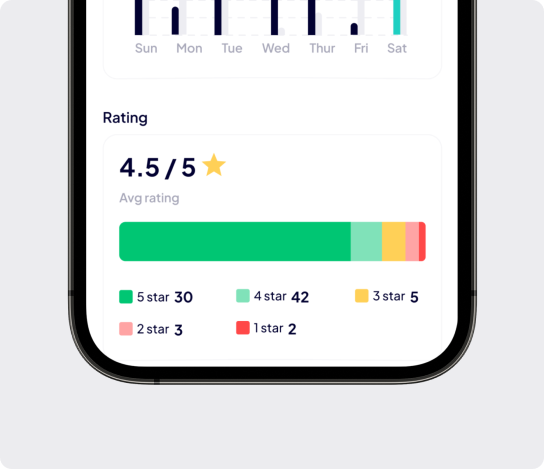 Sun Mon Tue Wed Thur Fri Sat
Rating
4.5 / 5
Avg rating
5 star 30 4 star 42 3 star 5
2 star 3 1 star 2